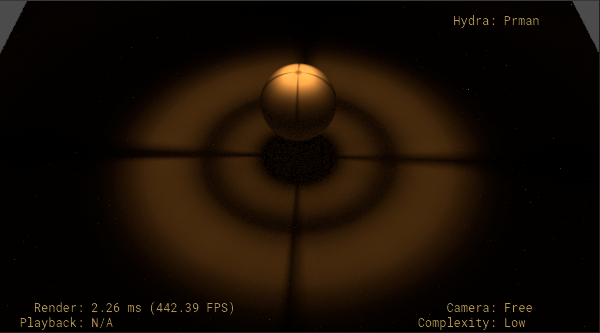 Hydra: Prman
Render: 2.26 ms (442.39 FPS)
Playback: N/A
Camera: Free
Complexity: Low